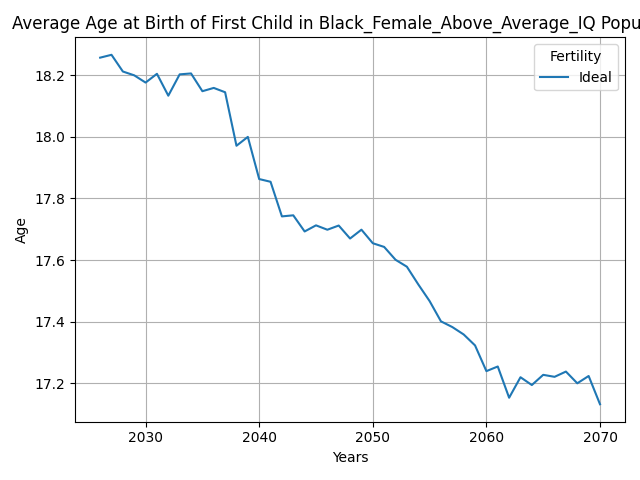 Average Age at Birth of First Child in Black_Female_Above_Average_IQ Popu
Fertility
Ideal
18.2
18.0
17.8
17.6
17.4
17.2
Age
2030 2040 2050 2060 2070
Years